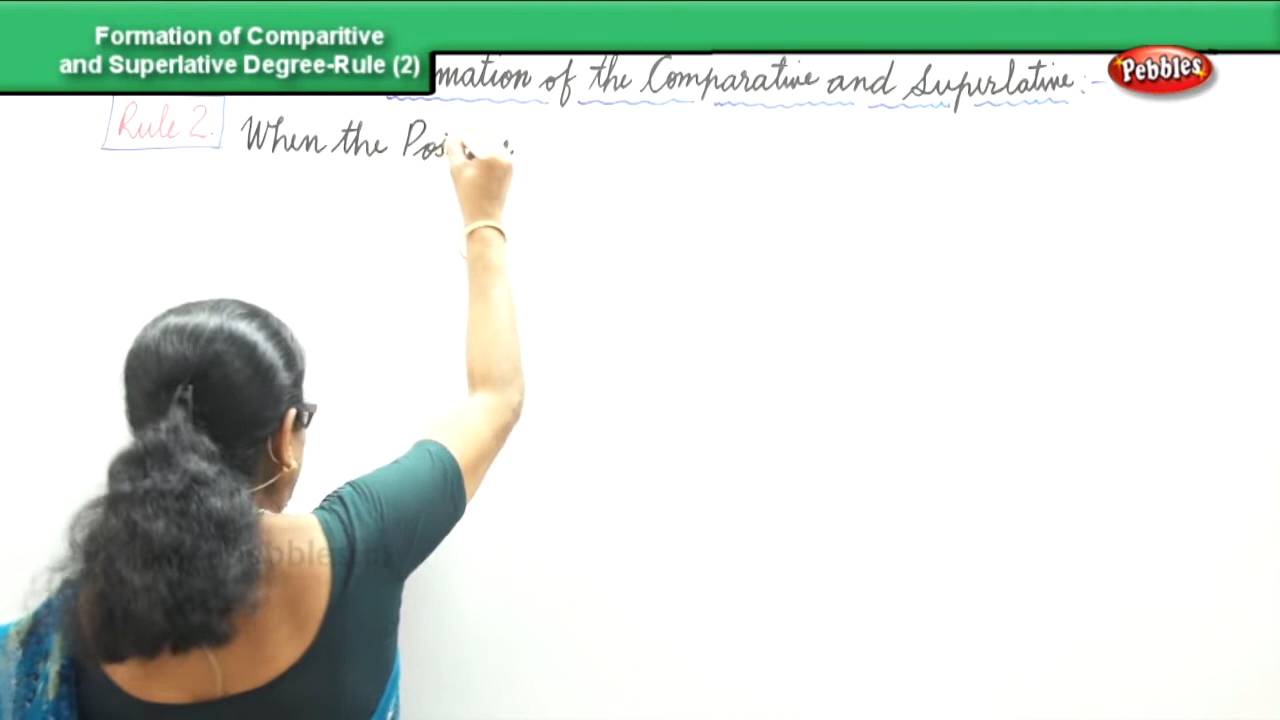 Formation of Comparitive
and Superlative Degree-Rule (2)
mation of the Comparative and Superlative :-
Pebbles
Rule 2. When the Posi